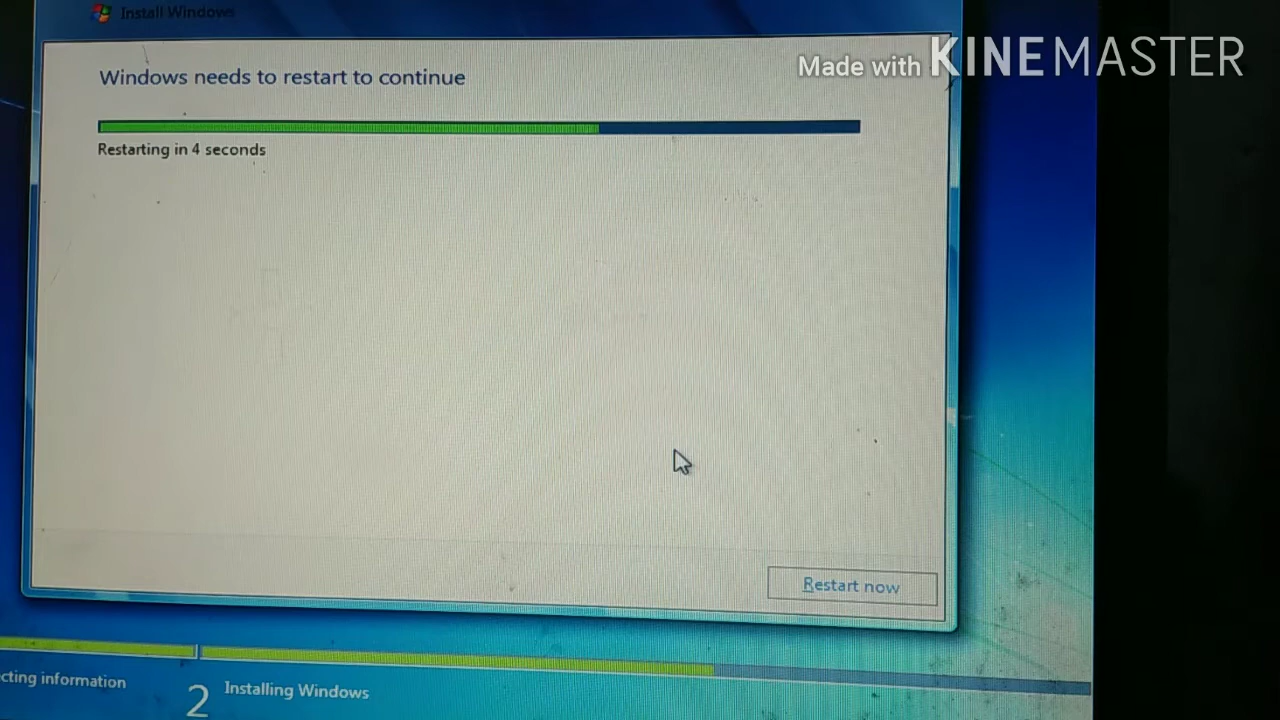 Install Windows
Made with KINEMASTER
Windows needs to restart to continue
Restarting in 4 seconds
Restart now
cting information
2 Installing Windows